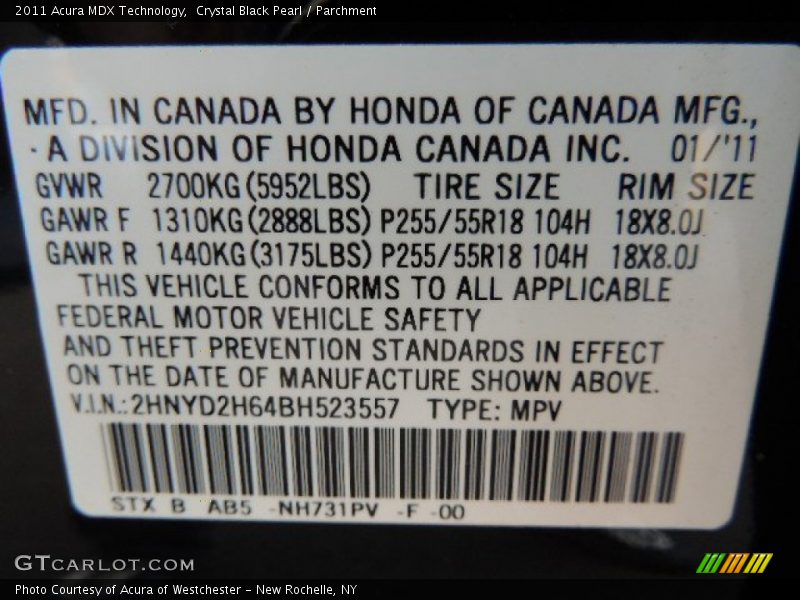 2011 Acura MDX Technology,  Crystal Black Pearl / Parchment
MFD. IN CANADA BY HONDA OF CANADA MFG.,
A DIVISION OF HONDA CANADA INC. 01/'11
GVWR 2700KG(5952LBS) TIRE SIZE RIM SIZE
GAWR F 1310KG(2888LBS) P255/55R18 104H 18X8.0J
GAWR R 1440KG(3175LBS) P255/55R18 104H 18X8.0J
THIS VEHICLE CONFORMS TO ALL APPLICABLE
FEDERAL MOTOR VEHICLE SAFETY
AND THEFT PREVENTION STANDARDS IN EFFECT
ON THE DATE OF MANUFACTURE SHOWN ABOVE.
V.I.N.:2HNYD2H64BH523557 TYPE: MPV
STX B AB5 -NH731PV -F -00
GTCARLOT.COM
Photo Courtesy of Acura of Westchester - New Rochelle, NY